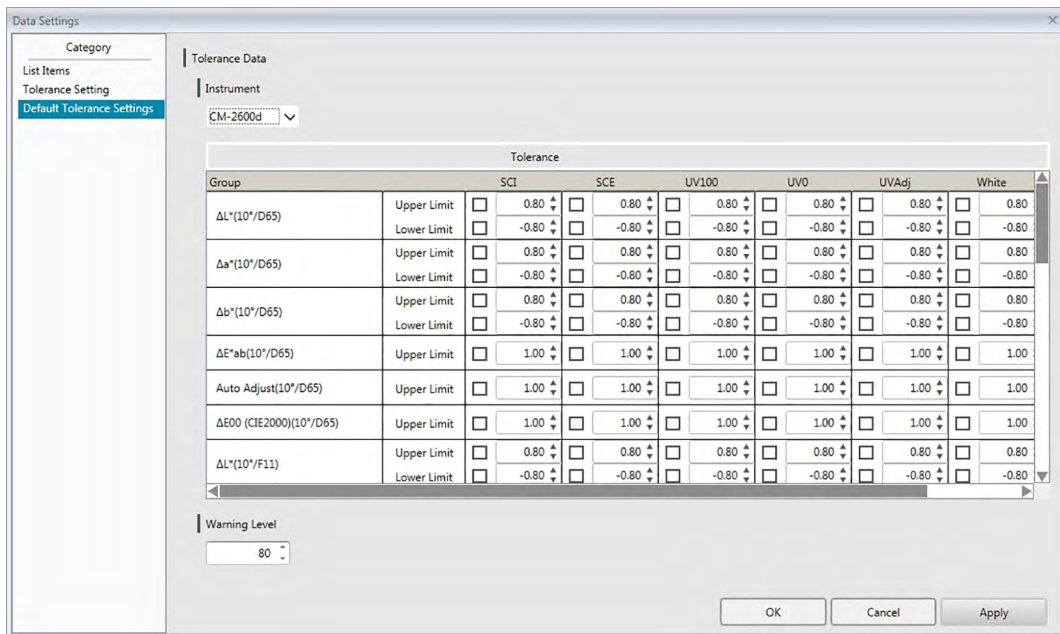 Data Settings
Category
List Items
Tolerance Setting
Default Tolerance Settings
Tolerance Data
Instrument
CM-2600d
Tolerance
Group SCI SCE UV100 UV0 UVAdj White
ΔL*(10°/D65)
Upper Limit 0.80 0.80 0.80 0.80 0.80 0.80
Lower Limit -0.80 -0.80 -0.80 -0.80 -0.80 -0.80
Δa*(10°/D65)
Upper Limit 0.80 0.80 0.80 0.80 0.80 0.80
Lower Limit -0.80 -0.80 -0.80 -0.80 -0.80 -0.80
Δb*(10°/D65)
Upper Limit 0.80 0.80 0.80 0.80 0.80 0.80
Lower Limit -0.80 -0.80 -0.80 -0.80 -0.80 -0.80
ΔE*ab(10°/D65) Upper Limit 1.00 1.00 1.00 1.00 1.00 1.00
Auto Adjust(10°/D65) Upper Limit 1.00 1.00 1.00 1.00 1.00 1.00
ΔE00 (CIE2000)(10°/D65) Upper Limit 1.00 1.00 1.00 1.00 1.00 1.00
ΔL*(10°/F11)
Upper Limit 0.80 0.80 0.80 0.80 0.80 0.80
Lower Limit -0.80 -0.80 -0.80 -0.80 -0.80 -0.80
Warning Level
80
OK Cancel Apply